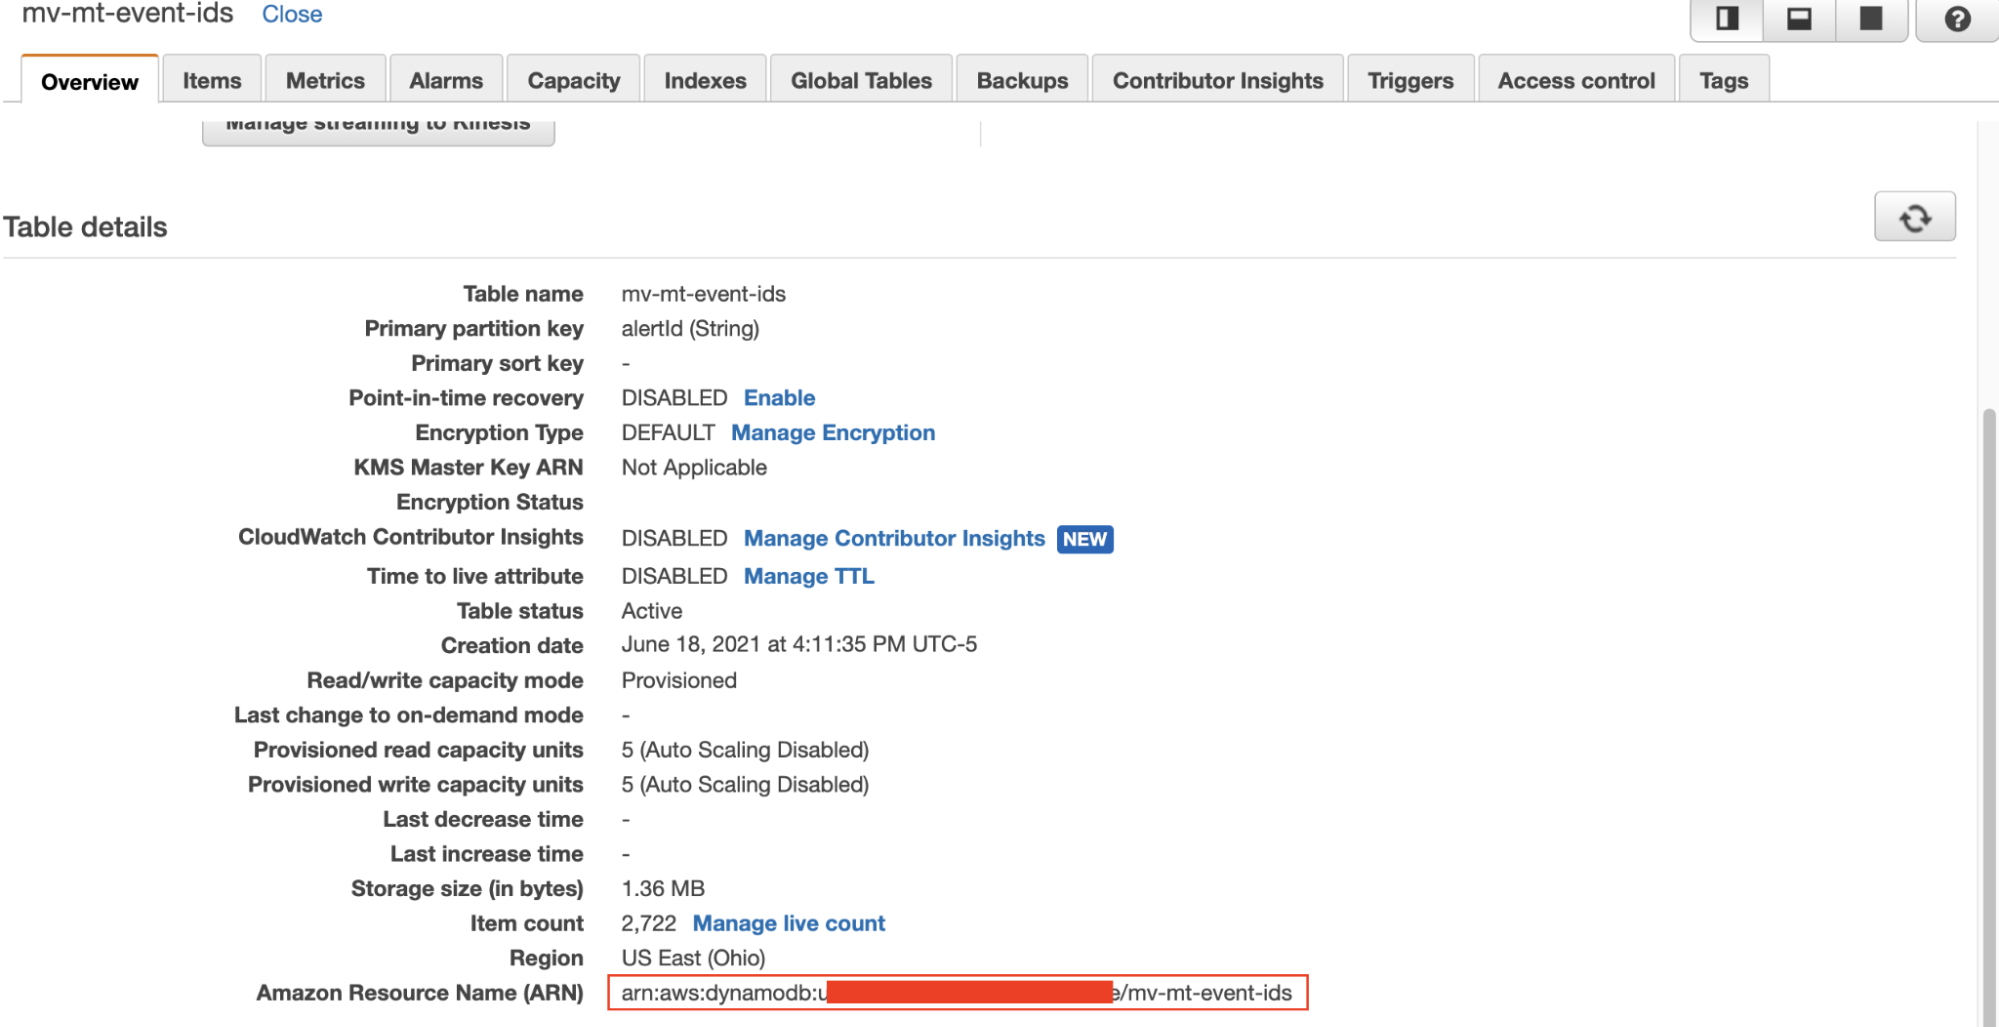 mv-mt-event-ids Close
Overview Items Metrics Alarms Capacity Indexes Global Tables Backups Contributor Insights Triggers Access control Tags
Manage streaming to Kinesis
Table details
Table name mv-mt-event-ids
Primary partition key alertId (String)
Primary sort key -
Point-in-time recovery DISABLED Enable
Encryption Type DEFAULT Manage Encryption
KMS Master Key ARN Not Applicable
Encryption Status
CloudWatch Contributor Insights DISABLED Manage Contributor Insights NEW
Time to live attribute DISABLED Manage TTL
Table status Active
Creation date June 18, 2021 at 4:11:35 PM UTC-5
Read/write capacity mode Provisioned
Last change to on-demand mode -
Provisioned read capacity units 5 (Auto Scaling Disabled)
Provisioned write capacity units 5 (Auto Scaling Disabled)
Last decrease time -
Last increase time -
Storage size (in bytes) 1.36 MB
Item count 2,722 Manage live count
Region US East (Ohio)
Amazon Resource Name (ARN) arn:aws:dynamodb:u e/mv-mt-event-ids